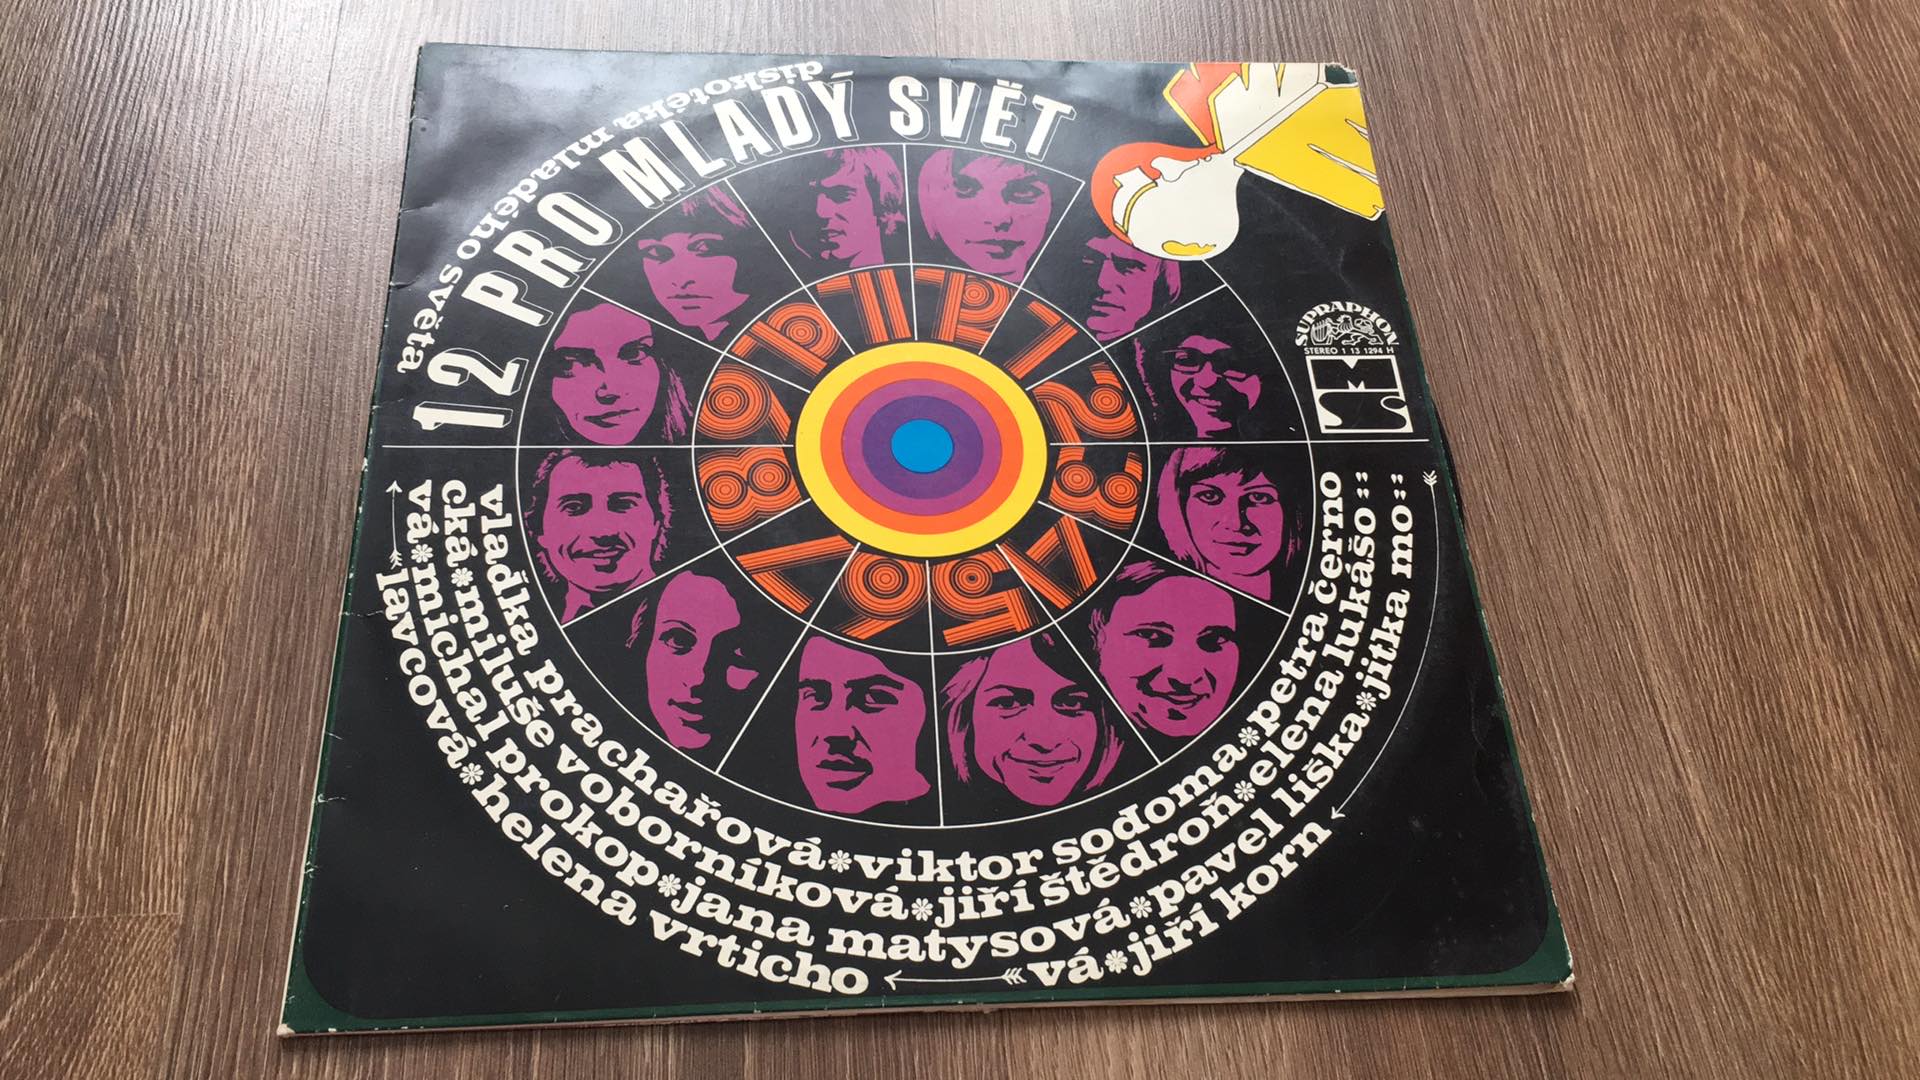 diskotéka mladého světa
12 PRO MLADÝ SVĚT
SUPRAPHON
STEREO 1 13 1294 H
vlaďka prachařová*viktor sodoma*petra černo
cká*miluše voborníková*jiří štědroň*elena lukášo::
vá*michal prokop*jana matysová*pavel liška*jitka mo::
lavcová*helena vrticho
vá*jiří korn